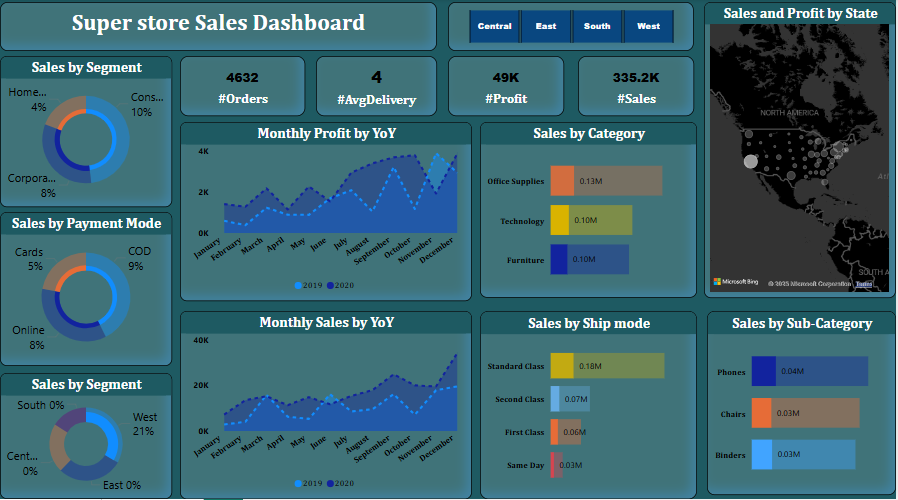 Super store Sales Dashboard
Central
East
South
West
Sales and Profit by State
Sales by Segment
Home...
4%
Cons...
10%
Corpora...
8%
4632
#Orders
4
#AvgDelivery
49K
#Profit
335.2K
#Sales
NORTH AMERICA
SOUTH A
Microsoft Bing
© 2025 Microsoft Corporation
Terms
Monthly Profit by YoY
4K
2K
0K
January
February
March
April
May
June
July
August
September
October
November
December
2019
2020
Sales by Category
Office Supplies
0.13M
Technology
0.10M
Furniture
0.10M
Sales by Payment Mode
Cards
5%
COD
9%
Online
8%
Monthly Sales by YoY
40K
20K
0K
January
February
March
April
May
June
July
August
September
October
November
December
2019
2020
Sales by Ship mode
Standard Class
0.18M
Second Class
0.07M
First Class
0.06M
Same Day
0.03M
Sales by Sub-Category
Phones
0.04M
Chairs
0.03M
Binders
0.03M
Sales by Segment
South 0%
West
21%
Cent...
0%
East 0%